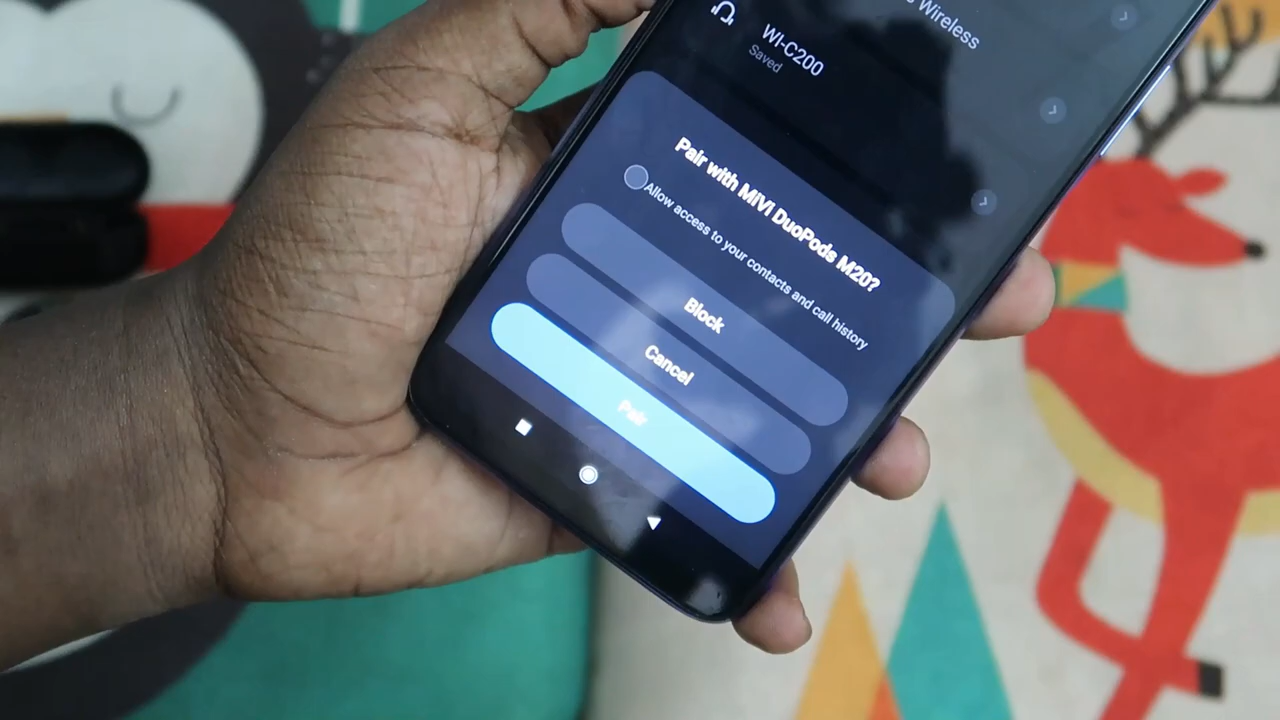 Wireless
WI-C200
Saved
Pair with MIVI DuoPods M20?
Allow access to your contacts and call history
Block
Cancel
Pair